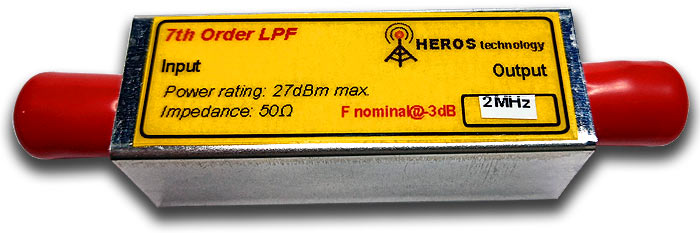 7th Order LPF
HEROS technology
Input
Output
Power rating: 27dBm max.
Impedance: 50Ω
F nominal@-3dB
2MHz